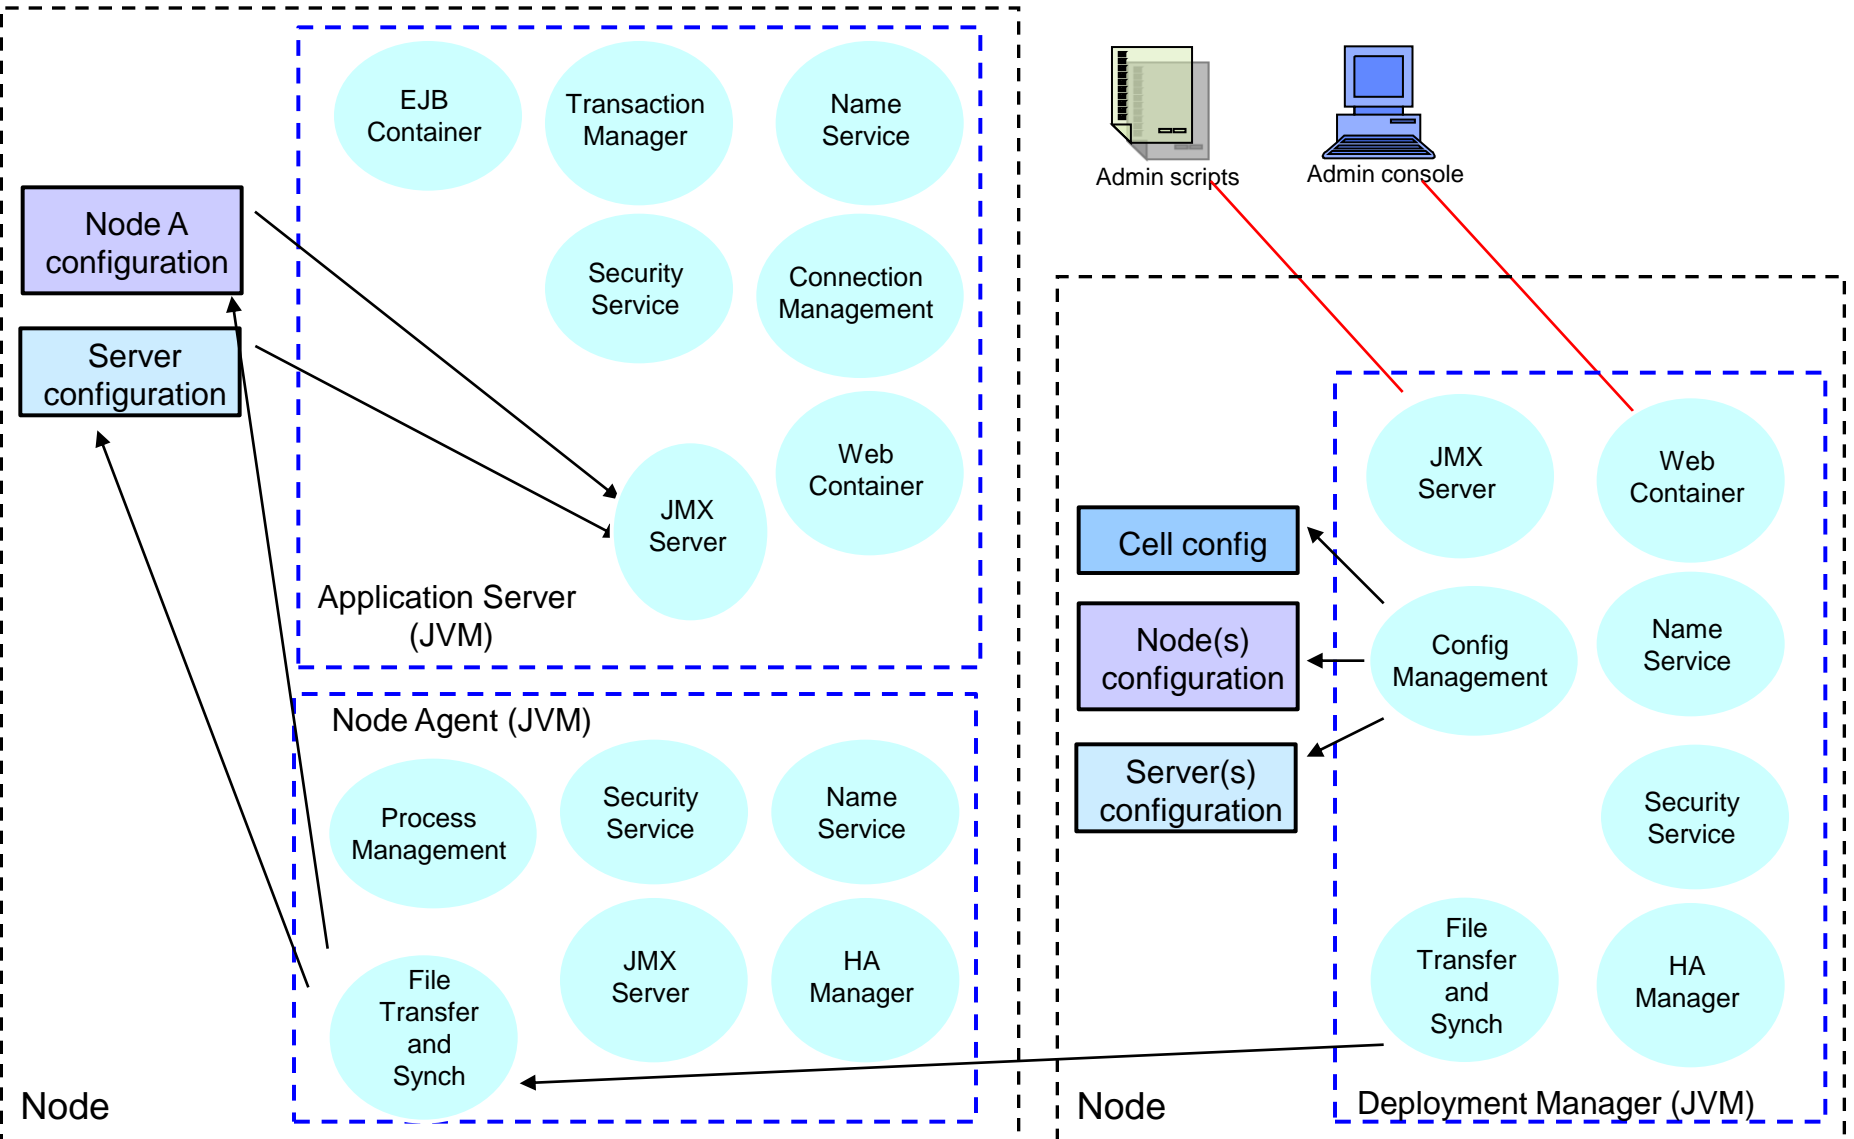 EJB
Container
Transaction
Manager
Name
Service
Node A
configuration
Security
Service
Connection
Management
Server
configuration
Web
Container
JMX
Server
Application Server
(JVM)
Node Agent (JVM)
Process
Management
Security
Service
Name
Service
File
Transfer
and
Synch
JMX
Server
HA
Manager
Node
Admin scripts
Admin console
JMX
Server
Web
Container
Cell config
Node(s)
configuration
Server(s)
configuration
Config
Management
Name
Service
Security
Service
File
Transfer
and
Synch
HA
Manager
Node
Deployment Manager (JVM)